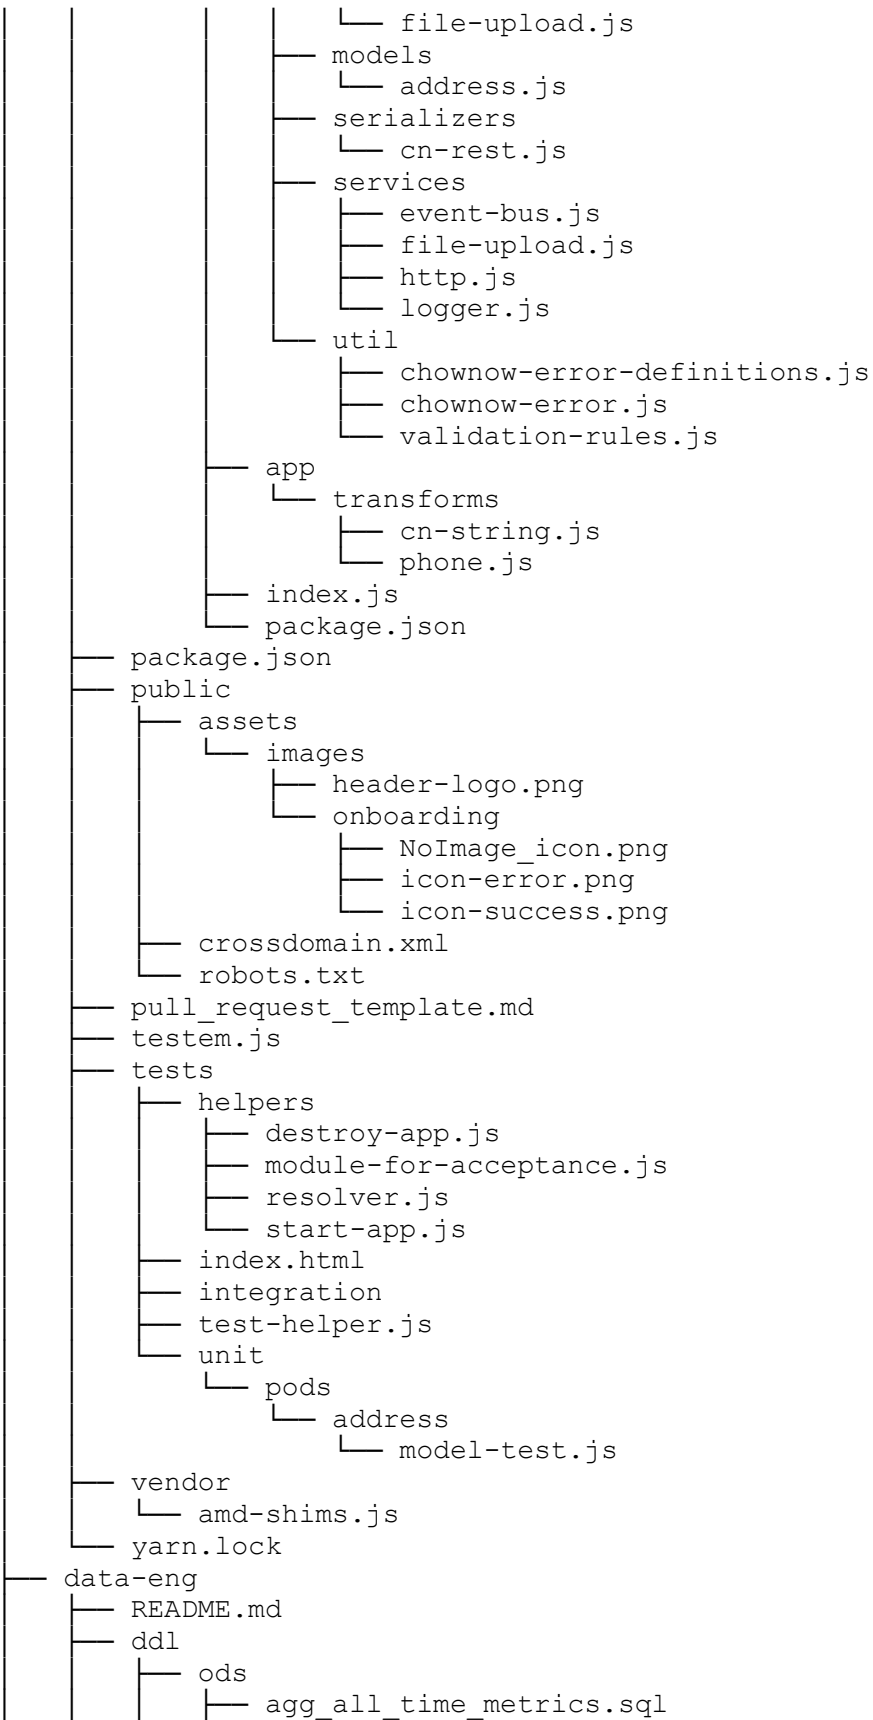 │   │       │   │   └── file-upload.js
│   │       │   ├── models
│   │       │   │   └── address.js
│   │       │   ├── serializers
│   │       │   │   └── cn-rest.js
│   │       │   ├── services
│   │       │   │   ├── event-bus.js
│   │       │   │   ├── file-upload.js
│   │       │   │   ├── http.js
│   │       │   │   └── logger.js
│   │       │   └── util
│   │       │       ├── chownow-error-definitions.js
│   │       │       ├── chownow-error.js
│   │       │       └── validation-rules.js
│   │       ├── app
│   │       │   └── transforms
│   │       │       ├── cn-string.js
│   │       │       └── phone.js
│   │       ├── index.js
│   │       └── package.json
│   ├── package.json
│   ├── public
│   │   ├── assets
│   │   │   └── images
│   │   │       ├── header-logo.png
│   │   │       └── onboarding
│   │   │           ├── NoImage_icon.png
│   │   │           ├── icon-error.png
│   │   │           └── icon-success.png
│   │   ├── crossdomain.xml
│   │   └── robots.txt
│   ├── pull_request_template.md
│   ├── testem.js
│   ├── tests
│   │   ├── helpers
│   │   │   ├── destroy-app.js
│   │   │   ├── module-for-acceptance.js
│   │   │   ├── resolver.js
│   │   │   └── start-app.js
│   │   ├── index.html
│   │   ├── integration
│   │   ├── test-helper.js
│   │   └── unit
│   │       └── pods
│   │           └── address
│   │               └── model-test.js
│   ├── vendor
│   │   └── amd-shims.js
│   └── yarn.lock
├── data-eng
│   ├── README.md
│   ├── ddl
│   │   ├── ods
│   │   │   ├── agg_all_time_metrics.sql